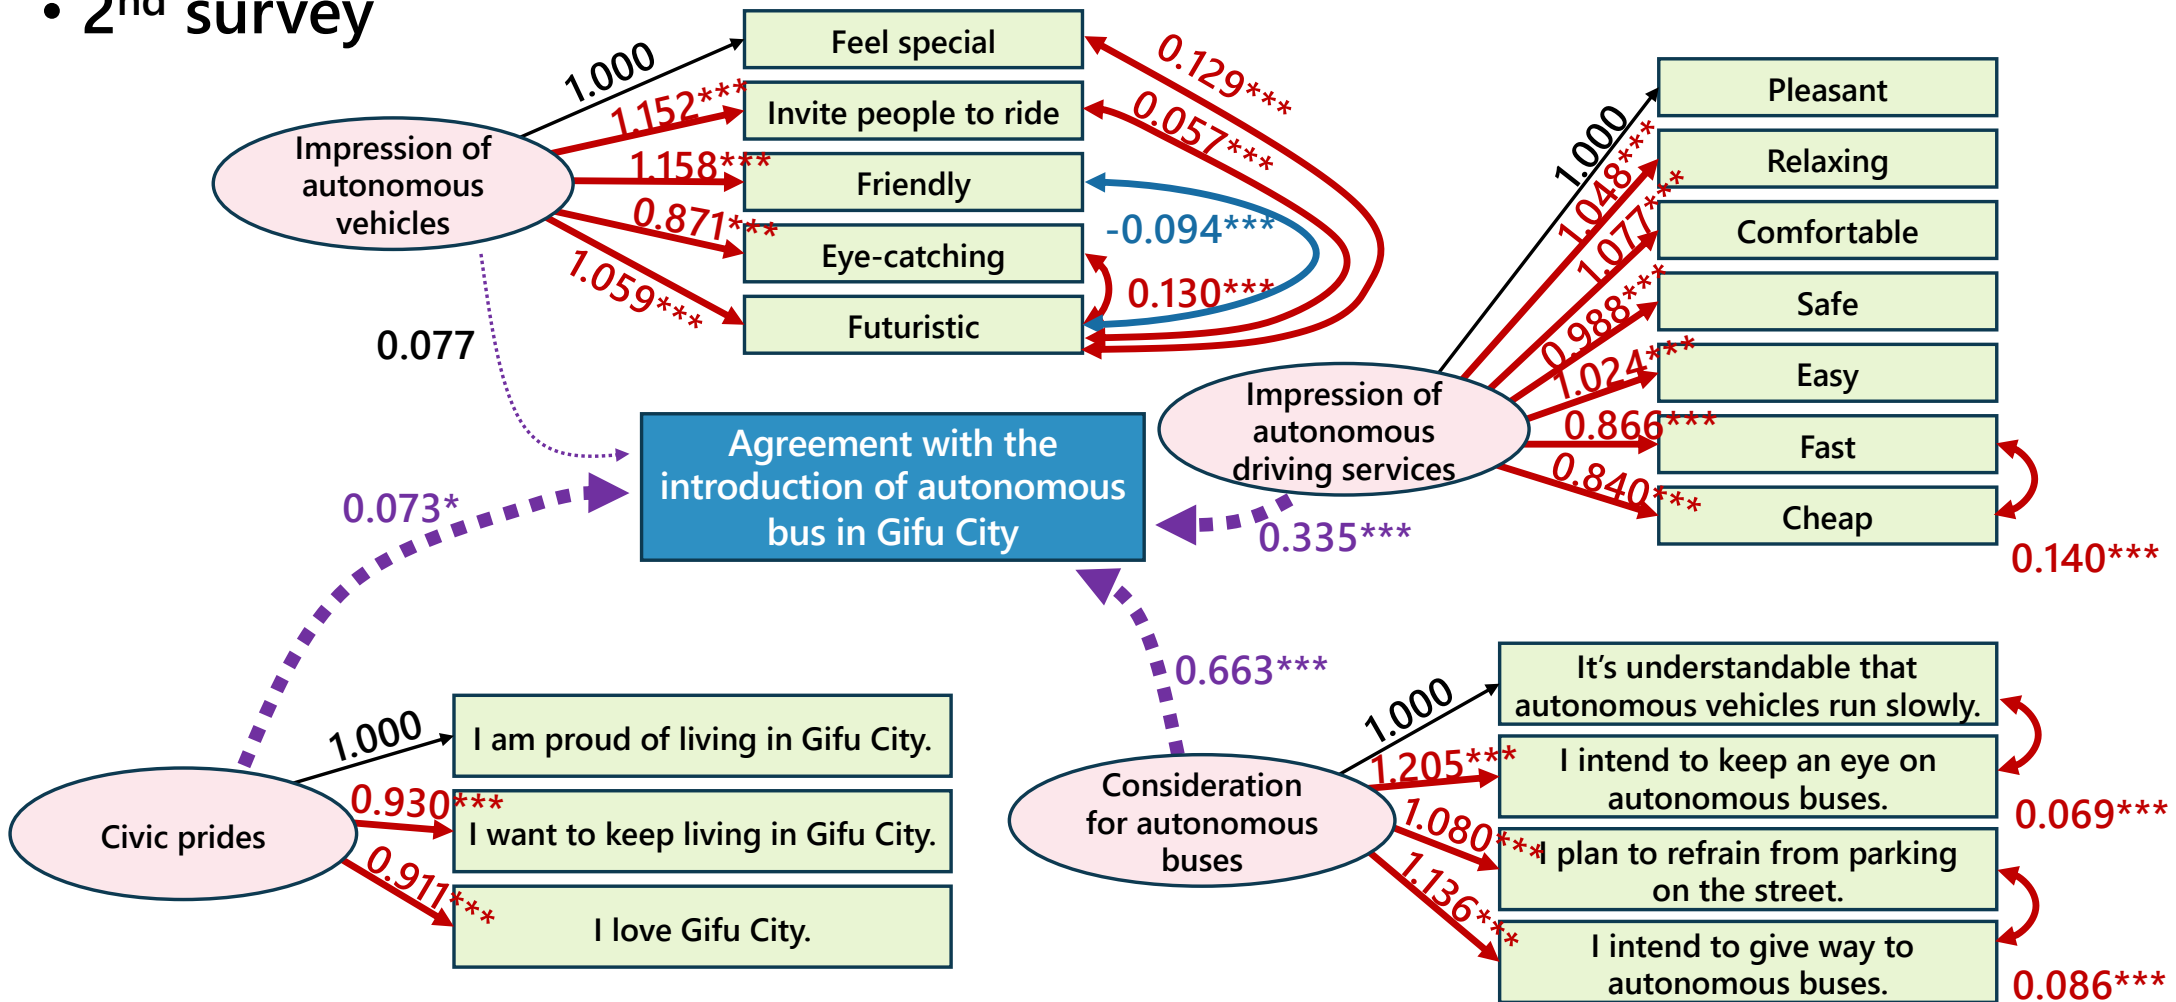 • 2nd survey
1.000
1.152***
1.158***
0.871***
1.059***
Impression of
autonomous
vehicles
Feel special
Invite people to ride
Friendly
Eye-catching
Futuristic
0.129***
0.057***
-0.094***
0.130***
0.077
Impression of
autonomous
driving services
1.000
1.048***
1.077***
0.988***
1.024***
0.866***
0.840***
Pleasant
Relaxing
Comfortable
Safe
Easy
Fast
Cheap
0.140***
Agreement with the
introduction of autonomous
bus in Gifu City
0.073*
0.335***
0.663***
Civic prides
1.000
0.930***
0.911***
I am proud of living in Gifu City.
I want to keep living in Gifu City.
I love Gifu City.
Consideration
for autonomous
buses
1.000
1.205***
1.080***
1.136***
It’s understandable that
autonomous vehicles run slowly.
I intend to keep an eye on
autonomous buses.
I plan to refrain from parking
on the street.
I intend to give way to
autonomous buses.
0.069***
0.086***